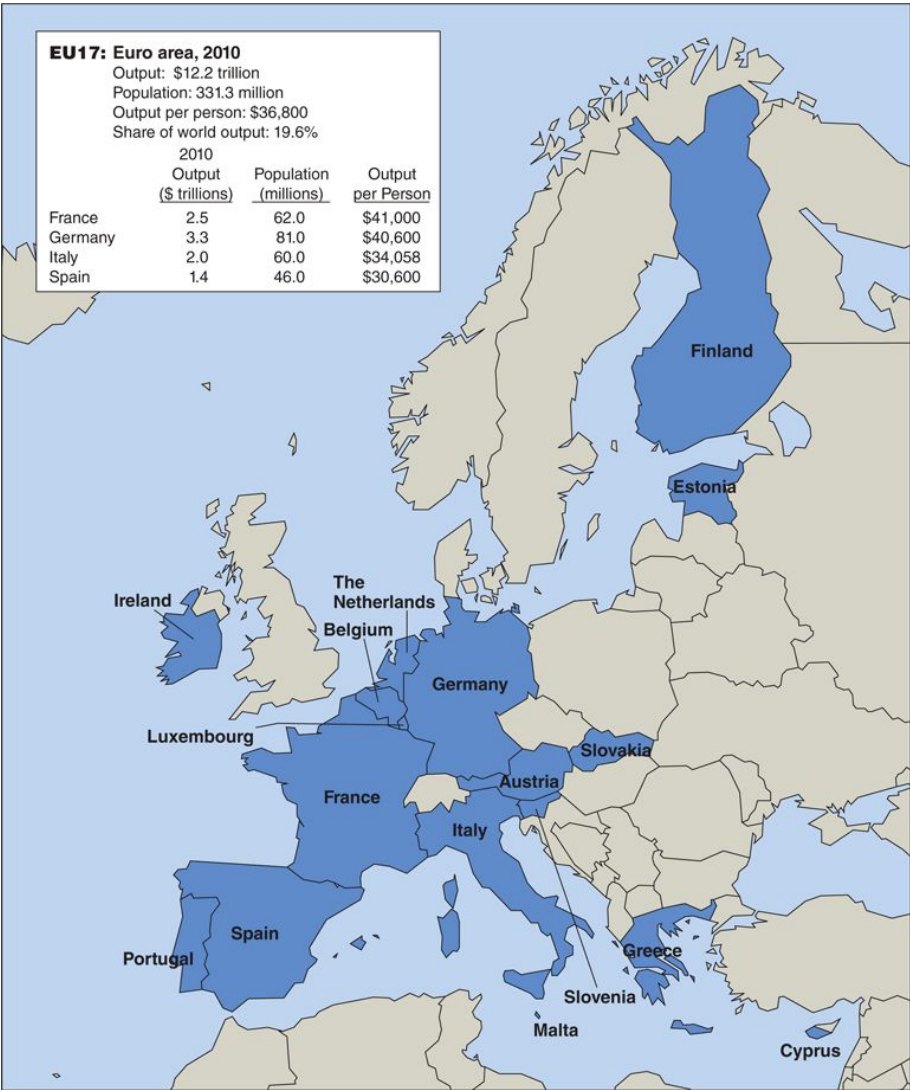 EU17: Euro area, 2010
Output: $12.2 trillion
Population: 331.3 million
Output per person: $36,800
Share of world output: 19.6%
2010
Output Population Output
($ trillions) (millions) per Person
France 2.5 62.0 $41,000
Germany 3.3 81.0 $40,600
Italy 2.0 60.0 $34,058
Spain 1.4 46.0 $30,600
Finland
Estonia
Ireland
The
Netherlands
Belgium
Germany
Luxembourg
Slovakia
Austria
France
Italy
Spain
Portugal
Greece
Slovenia
Malta
Cyprus